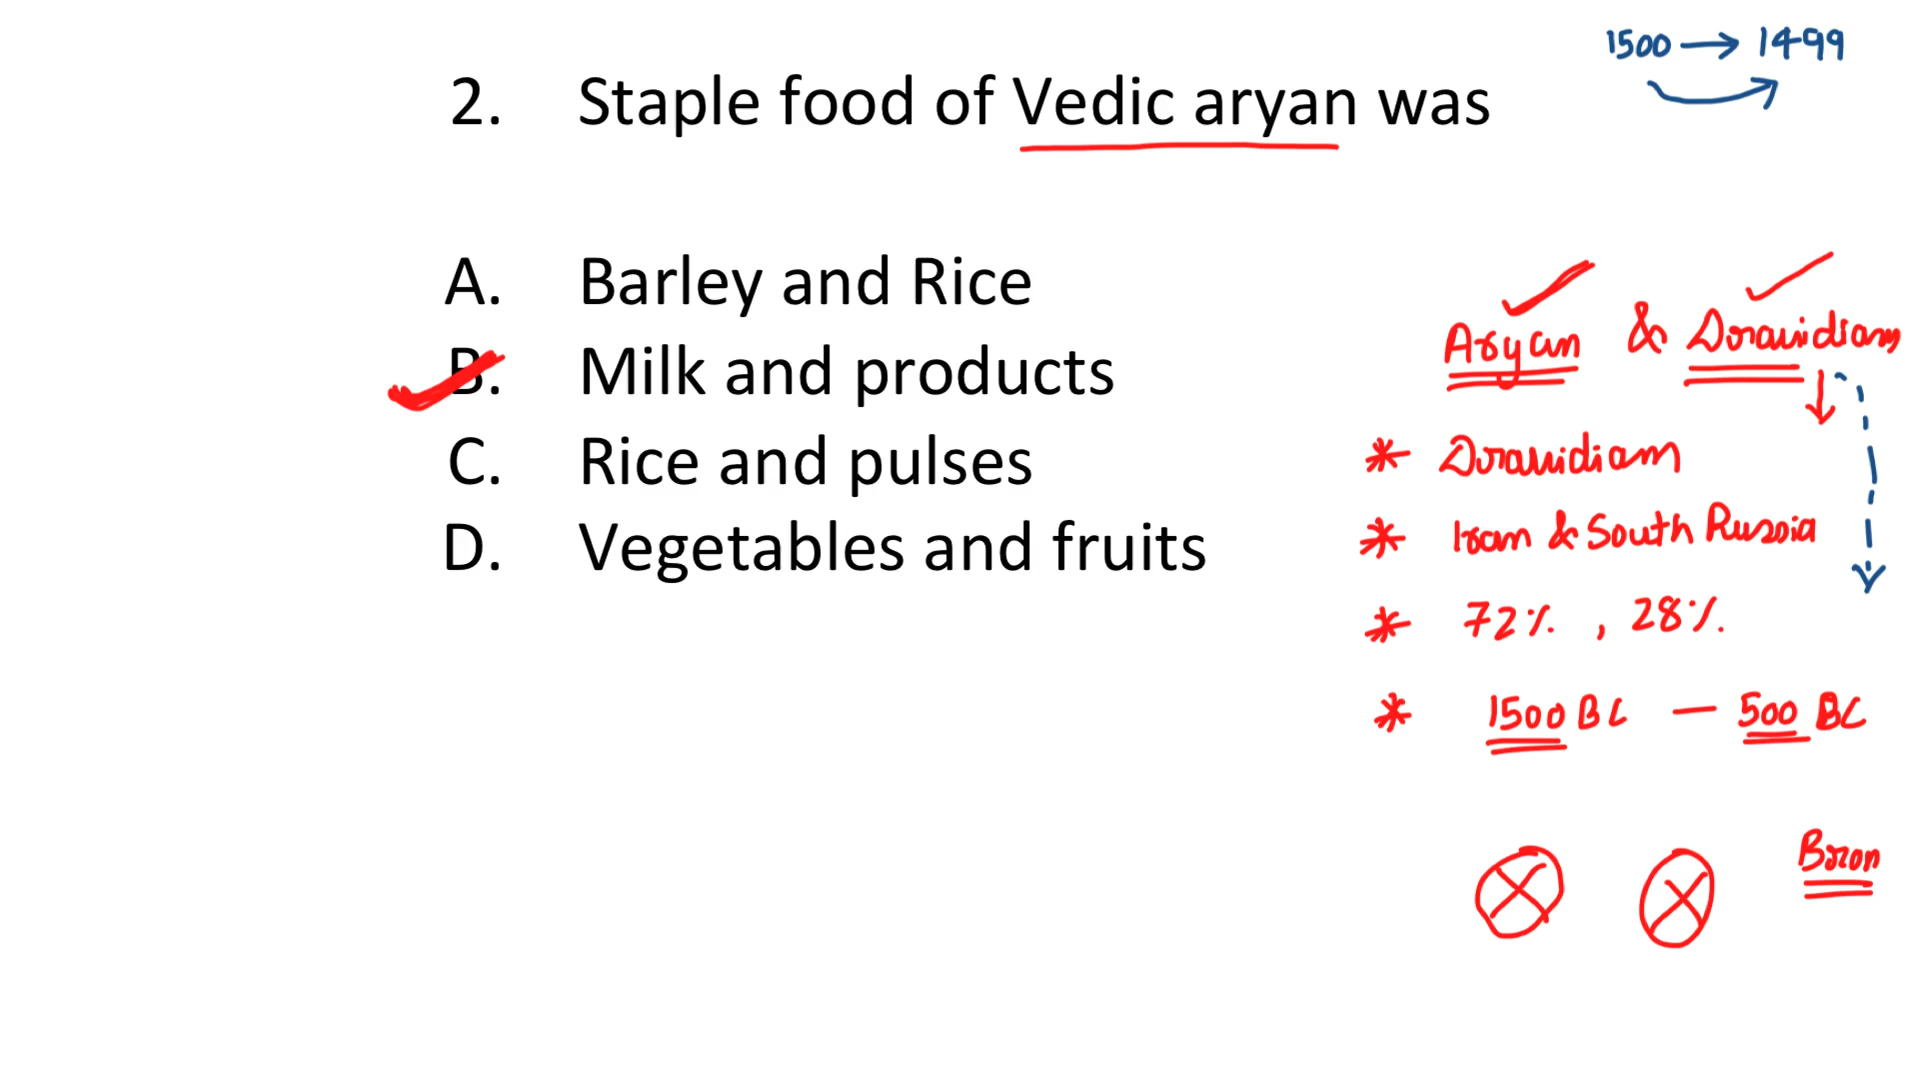 1500 → 1499
2. Staple food of Vedic aryan was
A. Barley and Rice
B. Milk and products
C. Rice and pulses
D. Vegetables and fruits
Aryan & Dravidian
* Dravidian
* Iran & South Russia
* 72% , 28%.
* 1500 BC — 500 BC
Bron